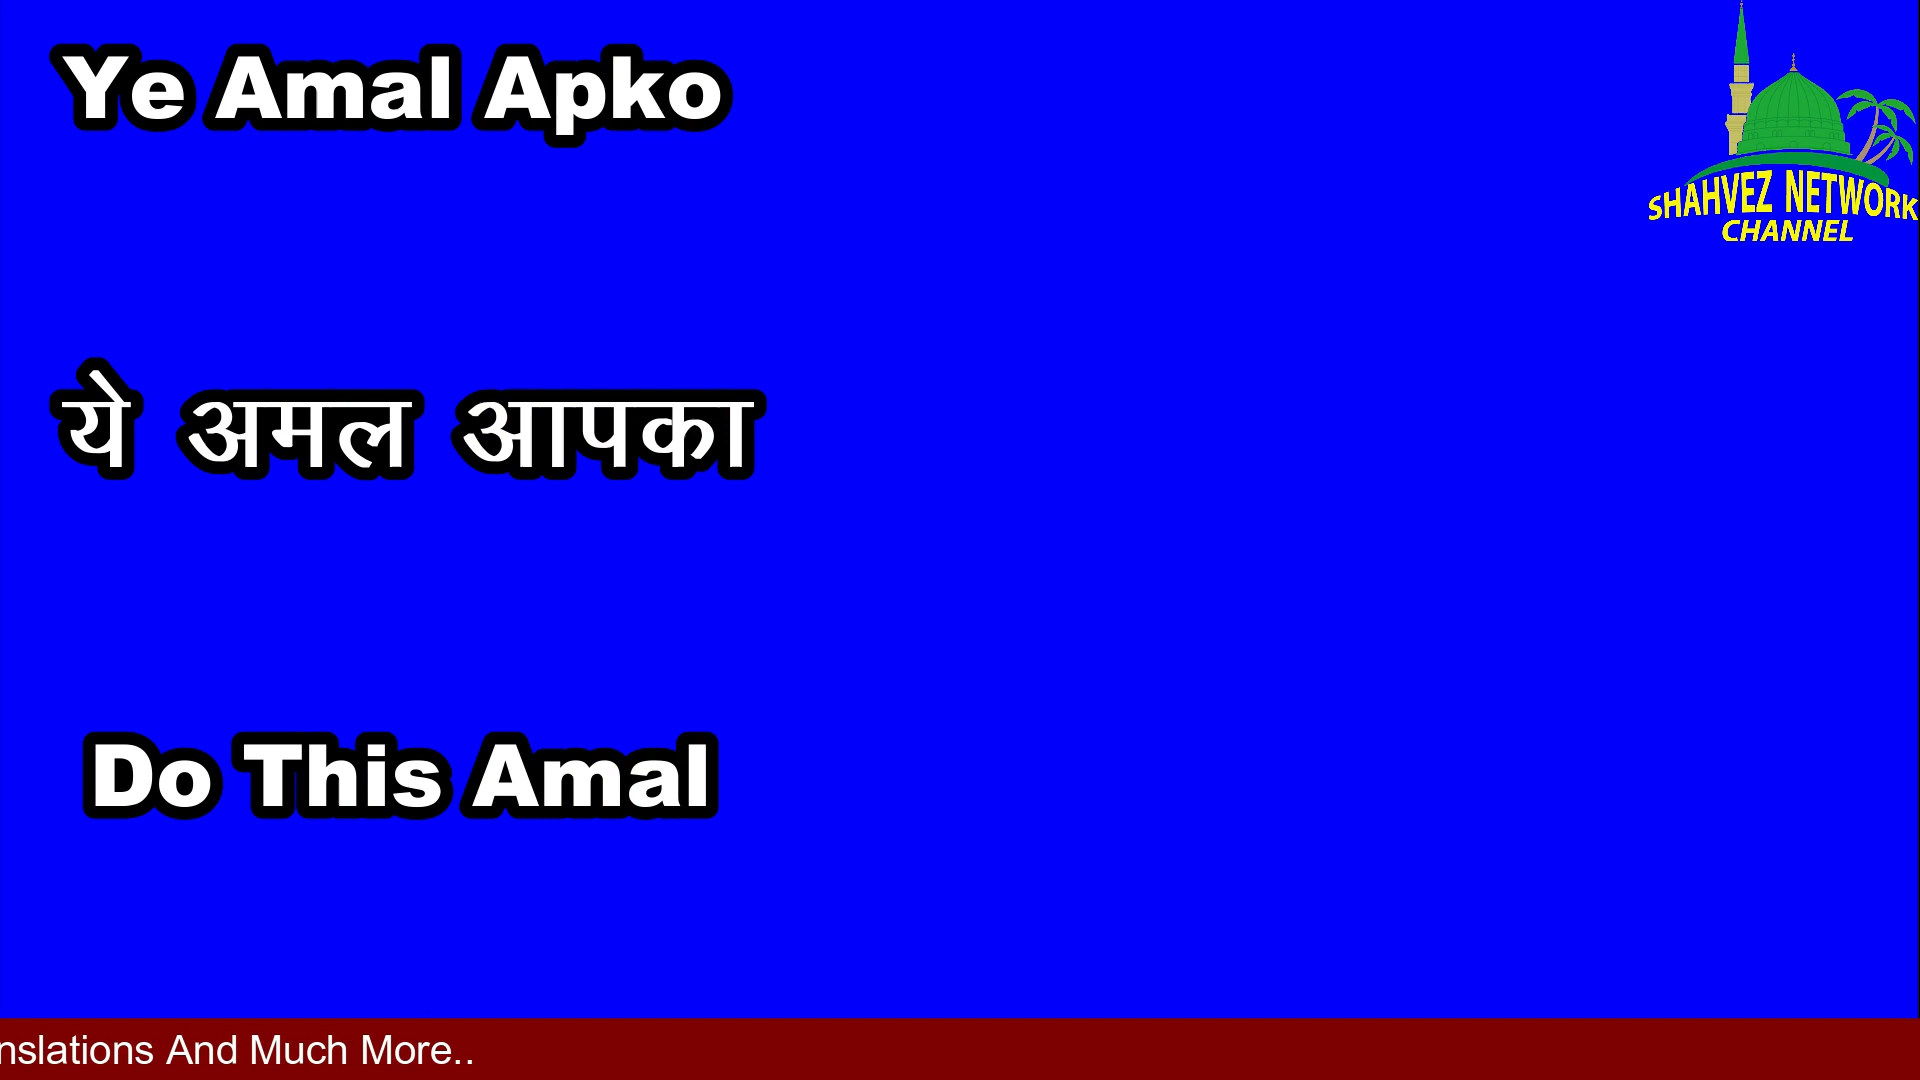 Ye Amal Apko
SHAHVEZ NETWORK
CHANNEL
ये अमल आपका
Do This Amal
nslations And Much More..